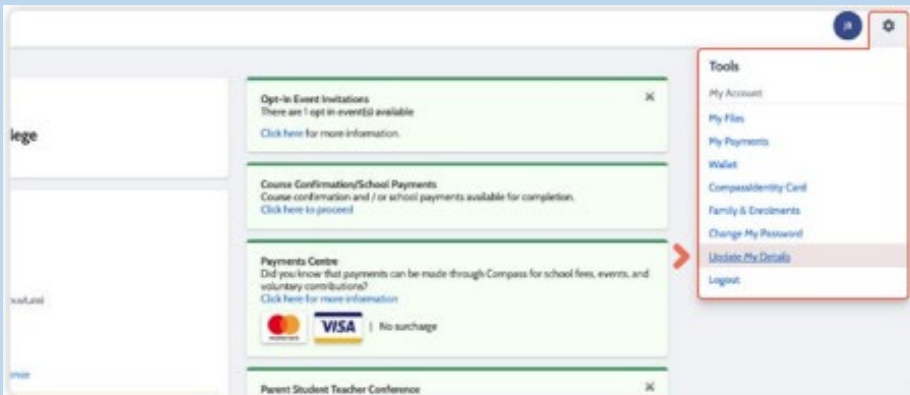 JR
Tools
My Account
My Files
My Payments
Wallet
CompassIdentity Card
Family & Enrolments
Change My Password
Update My Details
Logout
lege
Opt-In Event Invitations
There are 1 opt in event(s) available
Click here for more information.
Course Confirmation/School Payments
Course confirmation and / or school payments available for completion.
Click here to proceed
Payments Centre
Did you know that payments can be made through Compass for school fees, events, and
voluntary contributions?
Click here for more information
VISA | No surcharge
Parent Student Teacher Conference